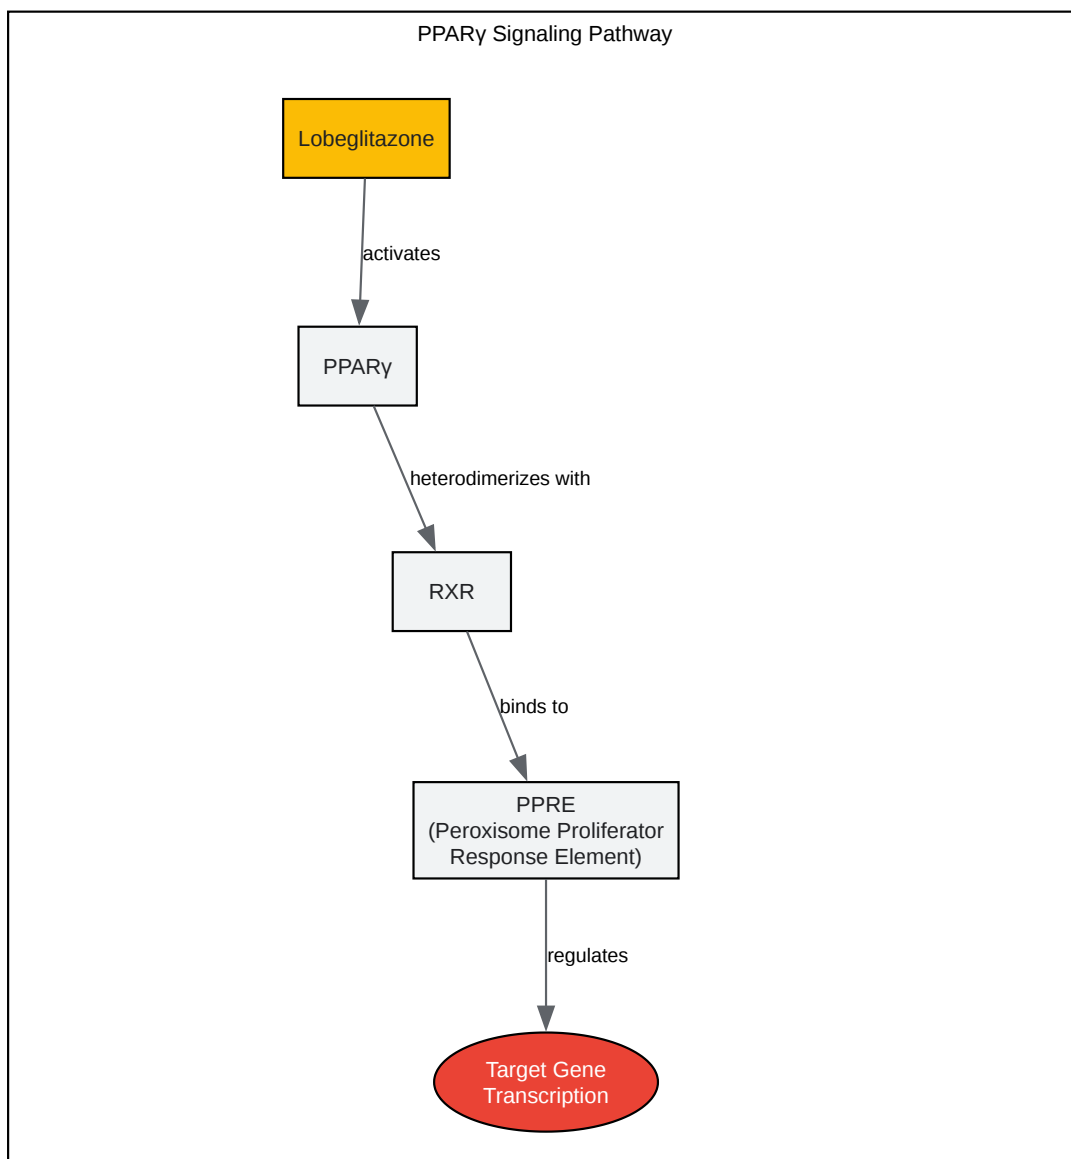 PPARγ Signaling Pathway
Lobeglitazone
activates
PPARγ
heterodimerizes with
RXR
binds to
PPRE
(Peroxisome Proliferator
Response Element)
regulates
Target Gene
Transcription